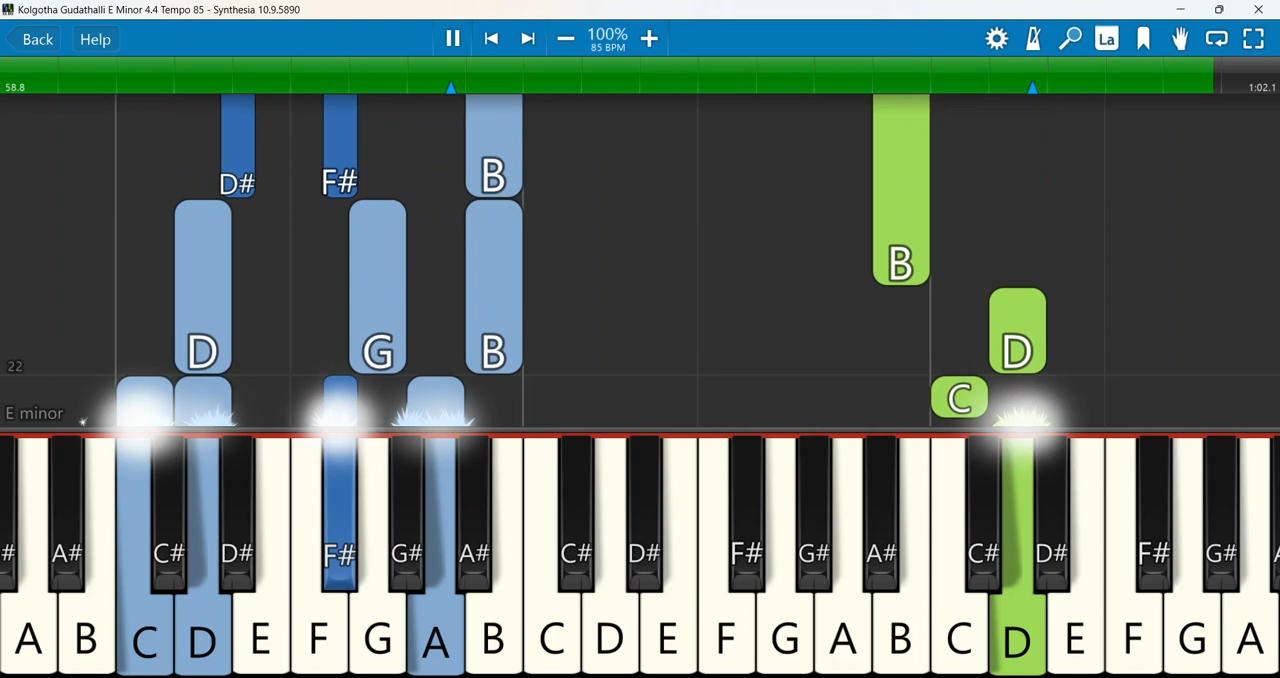 Kolgotha Gudathalli E Minor 4.4 Tempo 85 - Synthesia 10.9.5890
Back Help 100% La
85 BPM
58.8 1:02.1
D# F# B
B
D G B D
22
C
E minor
# A# C# D# F# G# A# C# D# F# G# A# C# D# F# G# A
A B C D E F G A B C D E F G A B C D E F G A